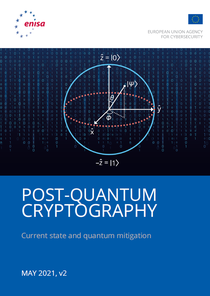 enisa
EUROPEAN UNION AGENCY
FOR CYBERSECURITY
ẑ = |0⟩
|Ψ⟩
θ
ŷ
φ
x̂
-ẑ = |1⟩
POST-QUANTUM
CRYPTOGRAPHY
Current state and quantum mitigation
MAY 2021, v2